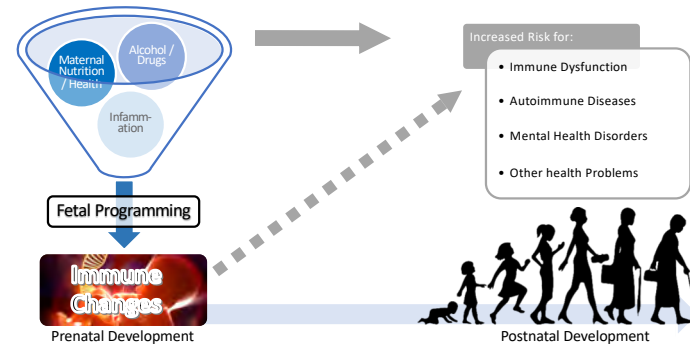 Maternal
Nutrition
/ Health
Alcohol /
Drugs
Infamm-
ation
Fetal Programming
Immune
Changes
Prenatal Development
Increased Risk for:
• Immune Dysfunction
• Autoimmune Diseases
• Mental Health Disorders
• Other health Problems
Postnatal Development